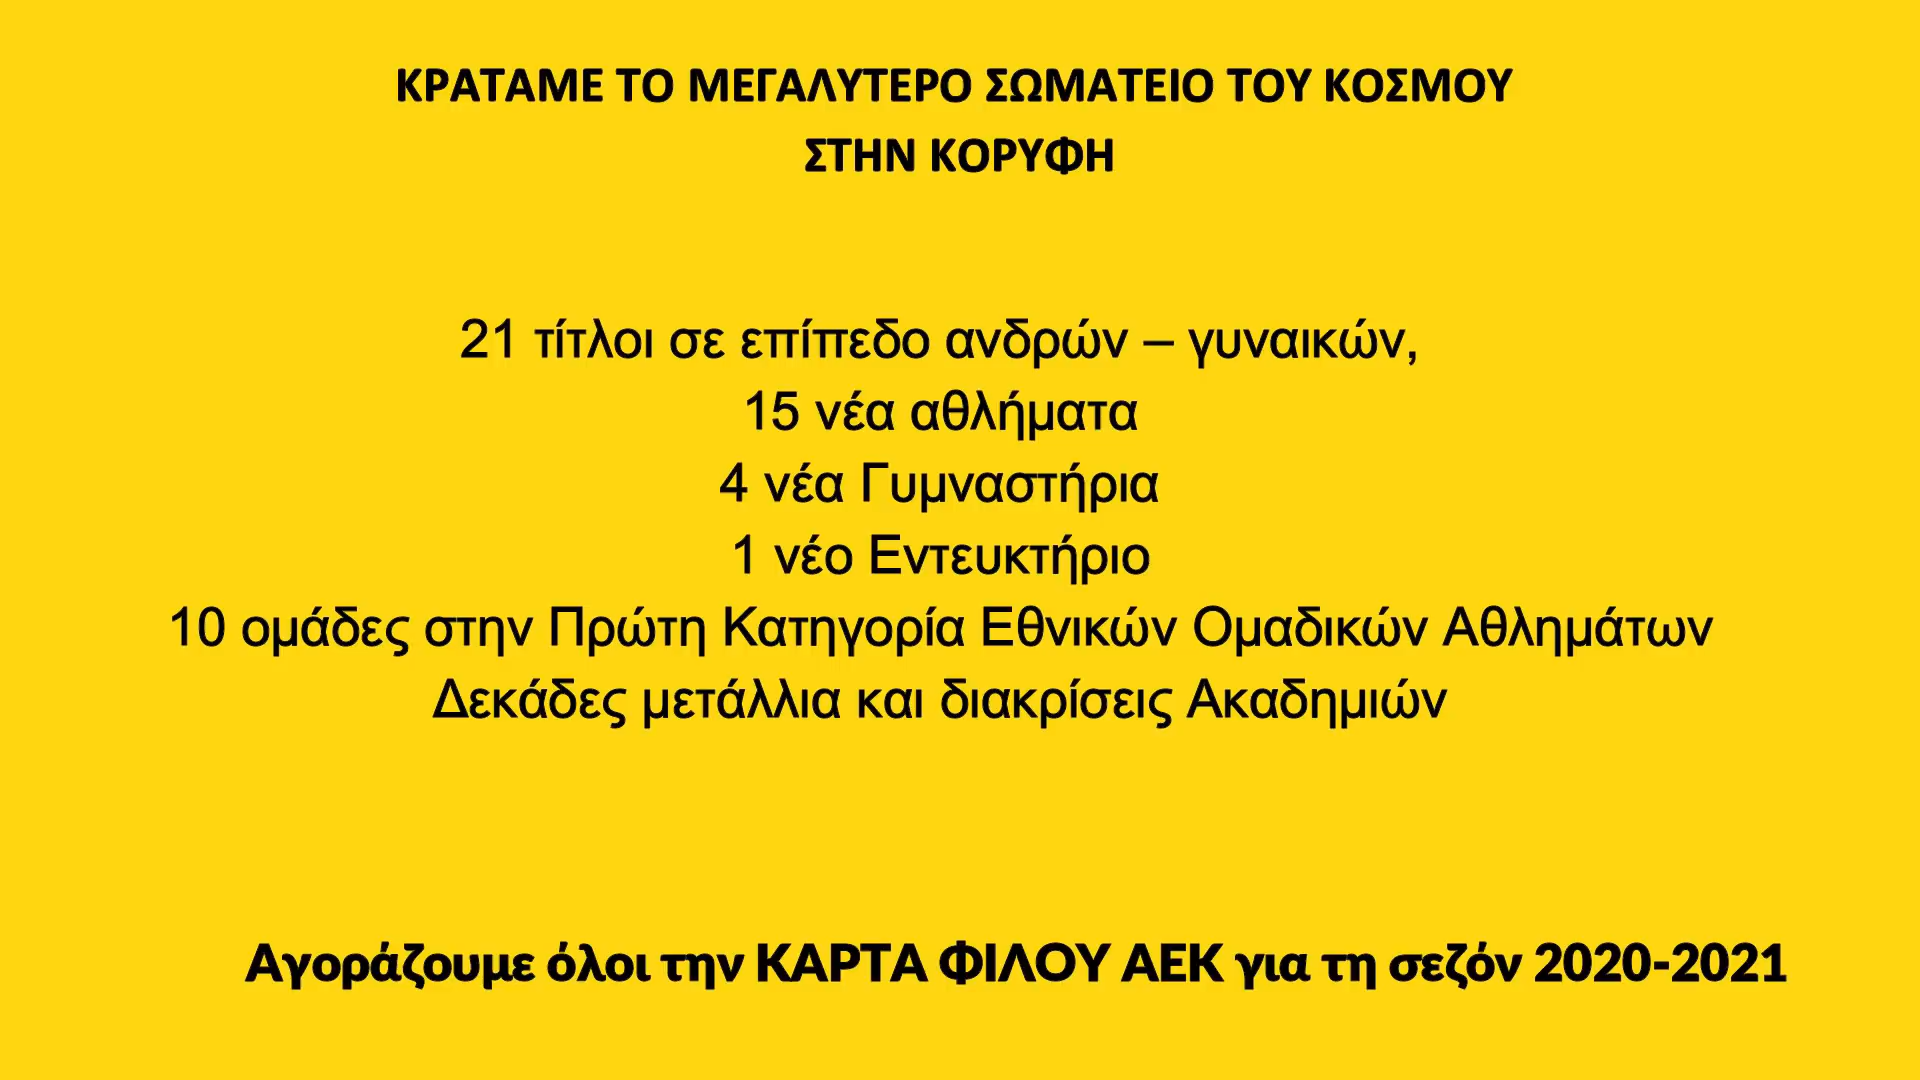 ΚΡΑΤΑΜΕ ΤΟ ΜΕΓΑΛΥΤΕΡΟ ΣΩΜΑΤΕΙΟ ΤΟΥ ΚΟΣΜΟΥ
ΣΤΗΝ ΚΟΡΥΦΗ
21 τίτλοι σε επίπεδο ανδρών – γυναικών,
15 νέα αθλήματα
4 νέα Γυμναστήρια
1 νέο Εντευκτήριο
10 ομάδες στην Πρώτη Κατηγορία Εθνικών Ομαδικών Αθλημάτων
Δεκάδες μετάλλια και διακρίσεις Ακαδημιών
Αγοράζουμε όλοι την ΚΑΡΤΑ ΦΙΛΟΥ ΑΕΚ για τη σεζόν 2020-2021